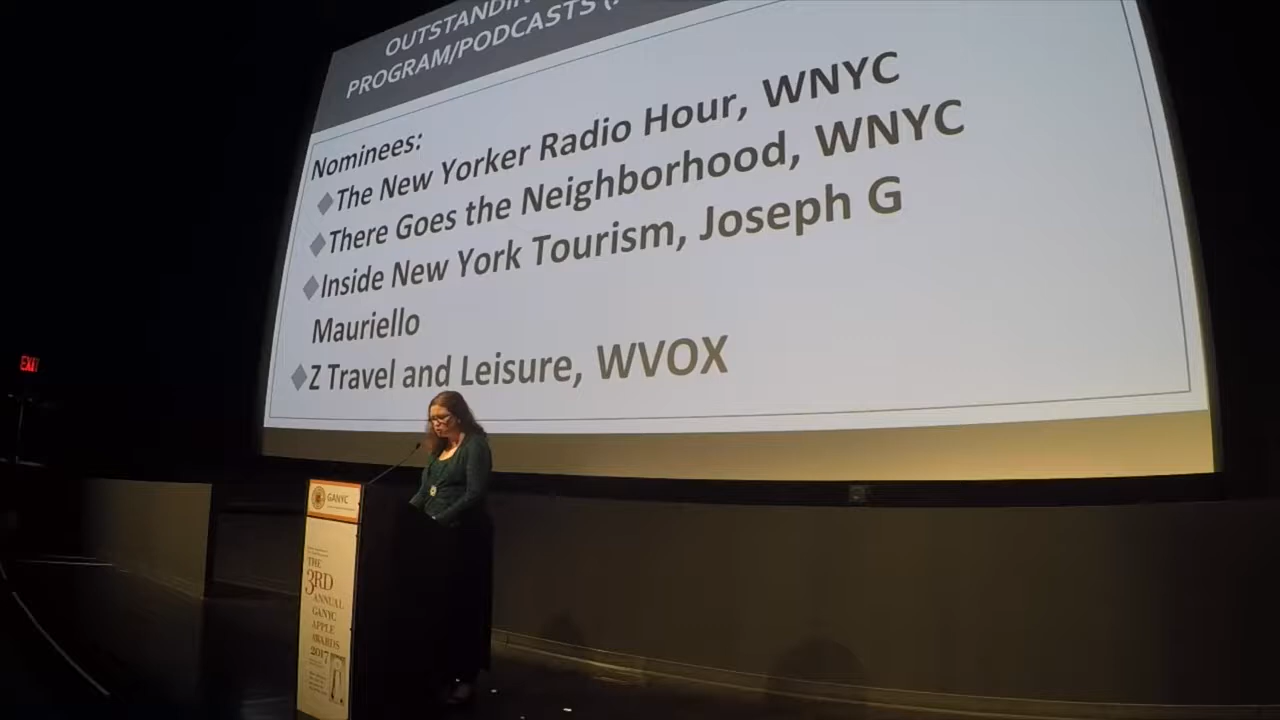 OUTSTANDIN
PROGRAM/PODCASTS (
Nominees:
The New Yorker Radio Hour, WNYC
There Goes the Neighborhood, WNYC
Inside New York Tourism, Joseph G
Mauriello
Z Travel and Leisure, WVOX
EXIT
GANYC
THE
3RD
ANNUAL
GANYC
APPLE
AWARDS
2017